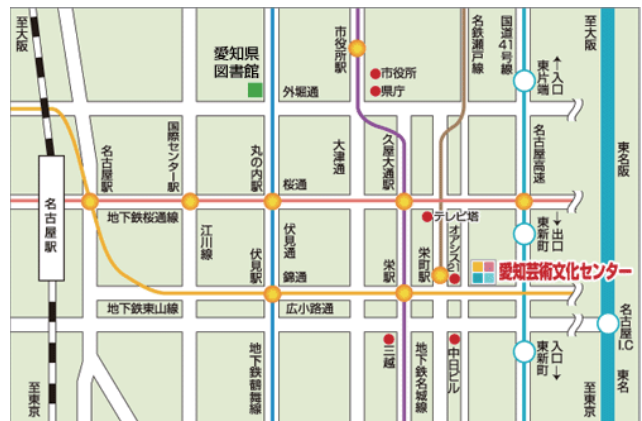 至大阪
愛知県
図書館
市役所駅
市役所
県庁
名鉄瀬戸線
国道41号線
↑入口
東片端
至大阪
外堀通
名古屋駅
国際センター駅
丸の内駅
大津通
久屋大通駅
名古屋高速
東名阪
桜通
名古屋駅
地下鉄桜通線
江川線
伏見通
テレビ塔
↓出口
東新町
伏見駅
錦通
栄駅
栄町駅
オアシス21
愛知芸術文化センター
地下鉄東山線
広小路通
三越
中日ビル
入口↓
東新町
名古屋I.C
至東京
地下鉄鶴舞線
地下鉄名城線
至東京
東名